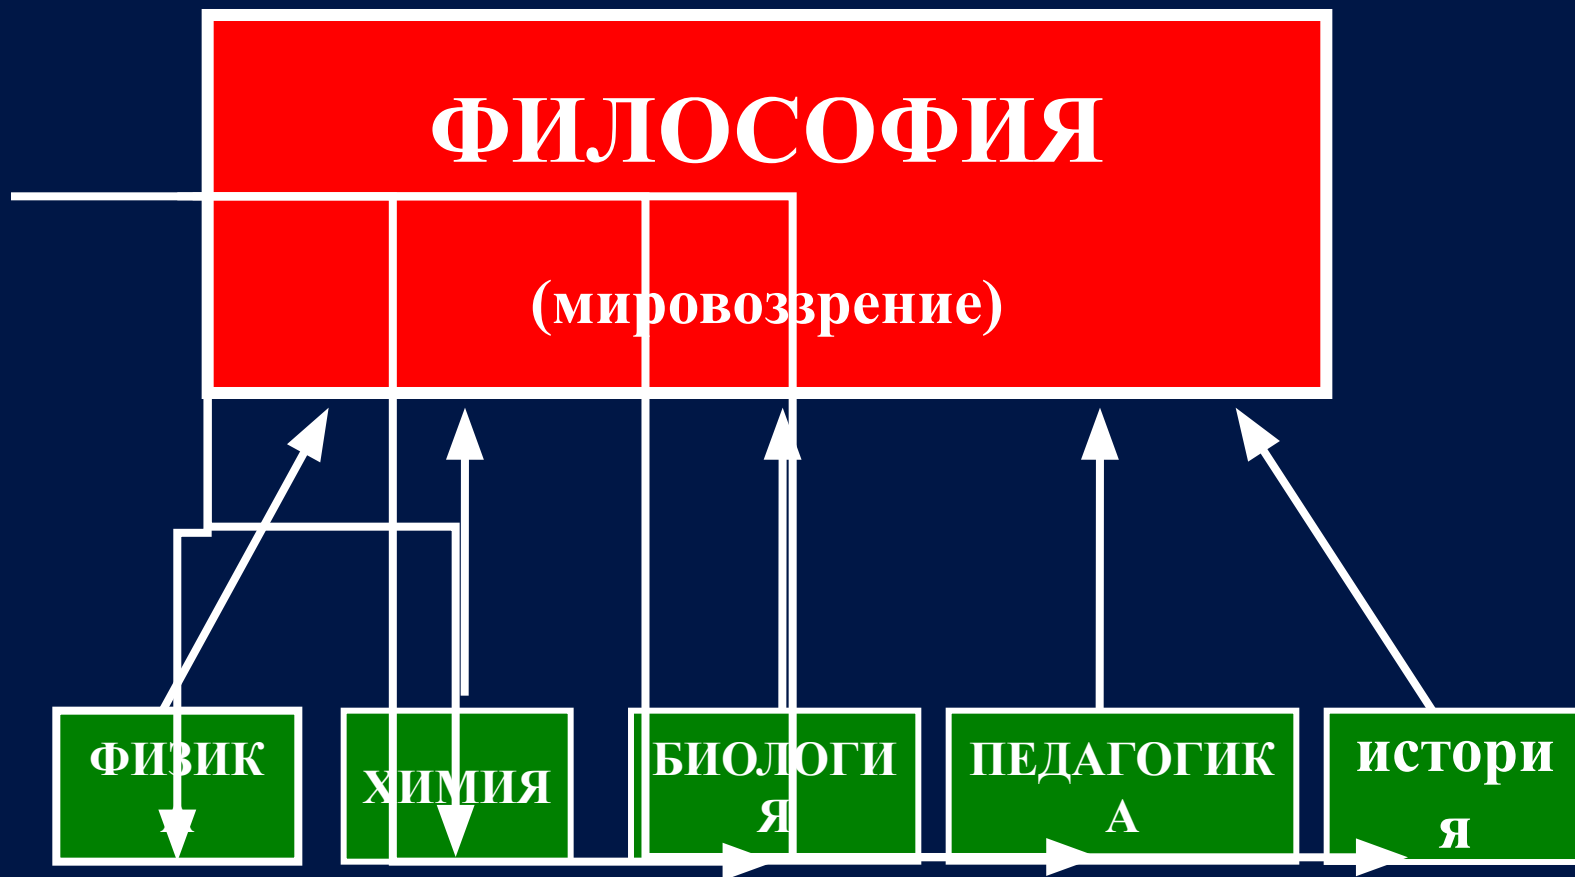 ФИЛОСОФИЯ
(мировоззрение)
ФИЗИК
А
ХИМИЯ
БИОЛОГИ
Я
ПЕДАГОГИК
А
истори
я